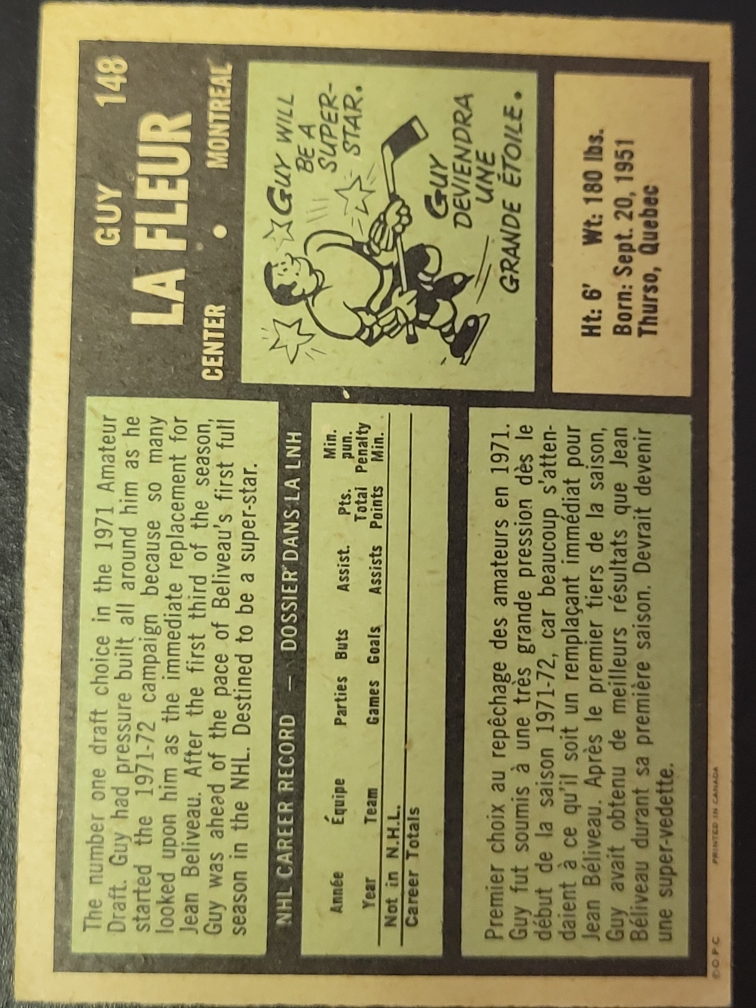 GUY 148
LA FLEUR
CENTER • MONTREAL
The number one draft choice in the 1971 Amateur
Draft. Guy had pressure built all around him as he
started the 1971-72 campaign because so many
looked upon him as the immediate replacement for
Jean Beliveau. After the first third of the season,
Guy was ahead of the pace of Beliveau's first full
season in the NHL. Destined to be a super-star.
GUY WILL
BE A
SUPER-
STAR.
GUY
DEVIENDRA
UNE
GRANDE ÉTOILE.
NHL CAREER RECORD — DOSSIER DANS LA LNH
Année Équipe Parties Buts Assist. Pts. Min. pun.
Year Team Games Goals Assists Total Points Penalty Min.
Not in N.H.L.
Career Totals
Ht: 6' Wt: 180 lbs.
Born: Sept. 20, 1951
Thurso, Quebec
Premier choix au repêchage des amateurs en 1971.
Guy fut soumis à une très grande pression dès le
début de la saison 1971-72, car beaucoup s'atten-
daient à ce qu'il soit un remplaçant immédiat pour
Jean Béliveau. Après le premier tiers de la saison,
Guy avait obtenu de meilleurs résultats que Jean
Béliveau durant sa première saison. Devrait devenir
une super-vedette.
© O.P.C. PRINTED IN CANADA